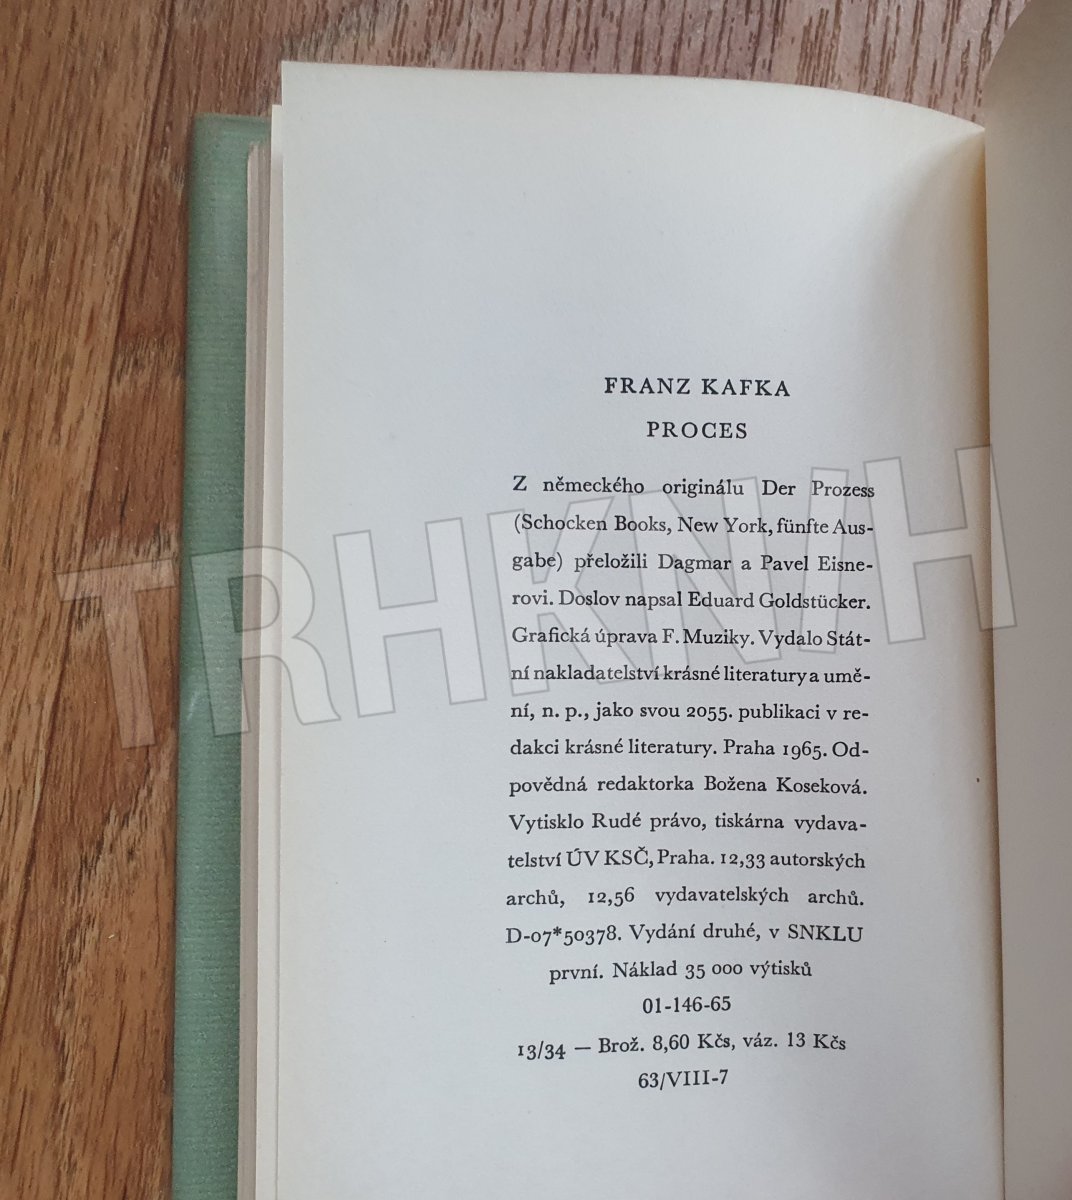 FRANZ KAFKA
PROCES
Z německého originálu Der Prozess
(Schocken Books, New York, fünfte Aus-
gabe) přeložili Dagmar a Pavel Eisne-
rovi. Doslov napsal Eduard Goldstücker.
Grafická úprava F. Muziky. Vydalo Stát-
ní nakladatelství krásné literatury a umě-
ní, n. p., jako svou 2055. publikaci v re-
dakci krásné literatury. Praha 1965. Od-
povědná redaktorka Božena Koseková.
Vytisklo Rudé právo, tiskárna vydava-
telství ÚV KSČ, Praha. 12,33 autorských
archů, 12,56 vydavatelských archů.
D-07*50378. Vydání druhé, v SNKLU
první. Náklad 35 000 výtisků
01-146-65
13/34 — Brož. 8,60 Kčs, váz. 13 Kčs
63/VIII-7
TRHKNIH